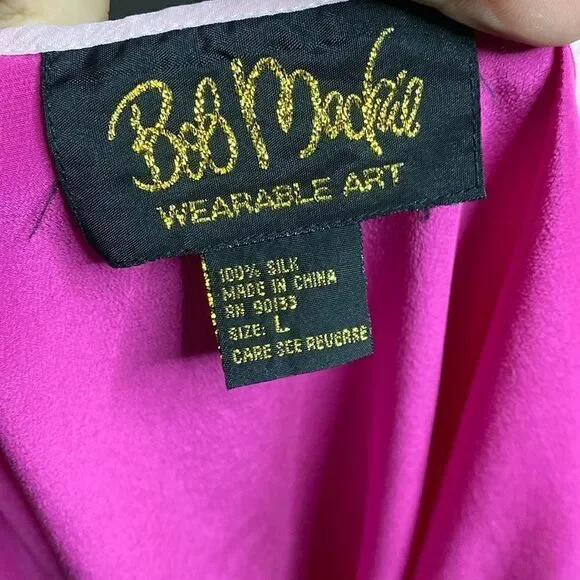 Bob Mackie
WEARABLE ART
100% SILK
MADE IN CHINA
RN 90133
SIZE: L
CARE SEE REVERSE